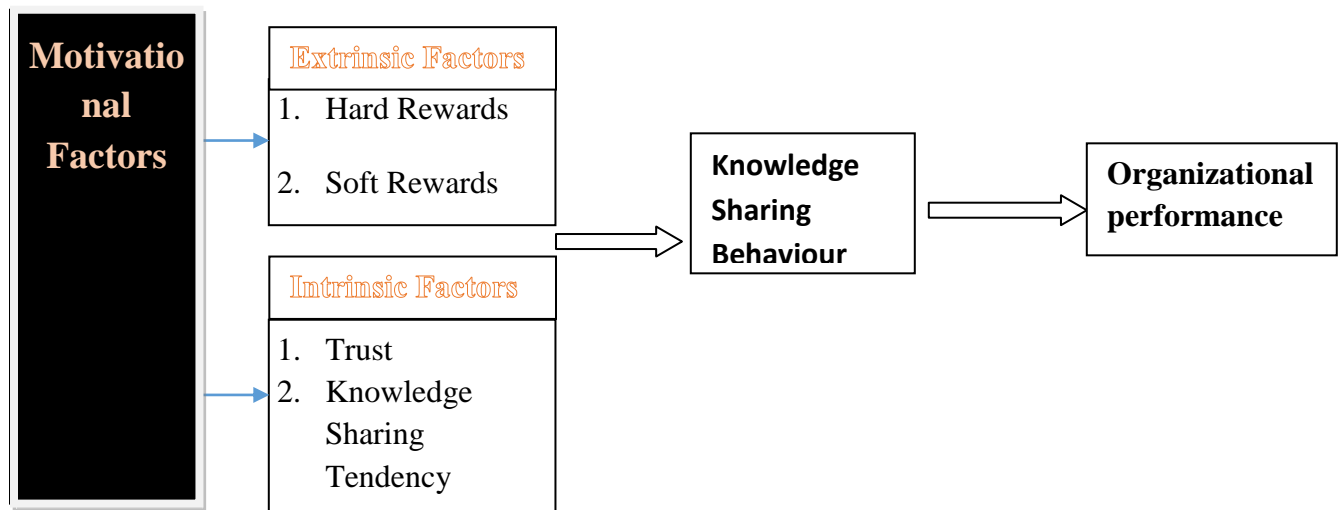 Motivatio
nal
Factors
Extrinsic Factors
1. Hard Rewards
2. Soft Rewards
Intrinsic Factors
1. Trust
2. Knowledge
Sharing
Tendency
Knowledge
Sharing
Behaviour
Organizational
performance